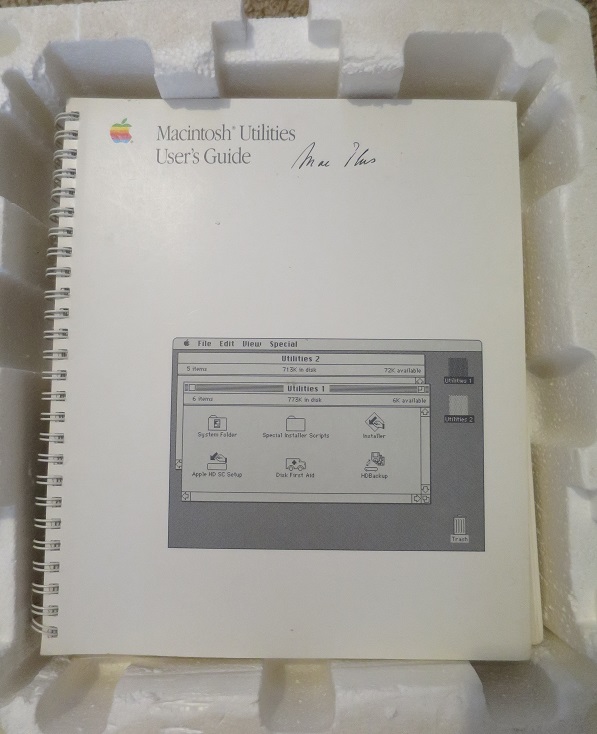 Macintosh® Utilities
User's Guide
Mac Plus
File Edit View Special
Utilities 2
5 items 713K in disk 72K available
Utilities 1
6 items 773K in disk 6K available
System Folder Special Installer Scripts Installer
Apple HD SC Setup Disk First Aid HDBackup
Utilities 1
Utilities 2
Trash